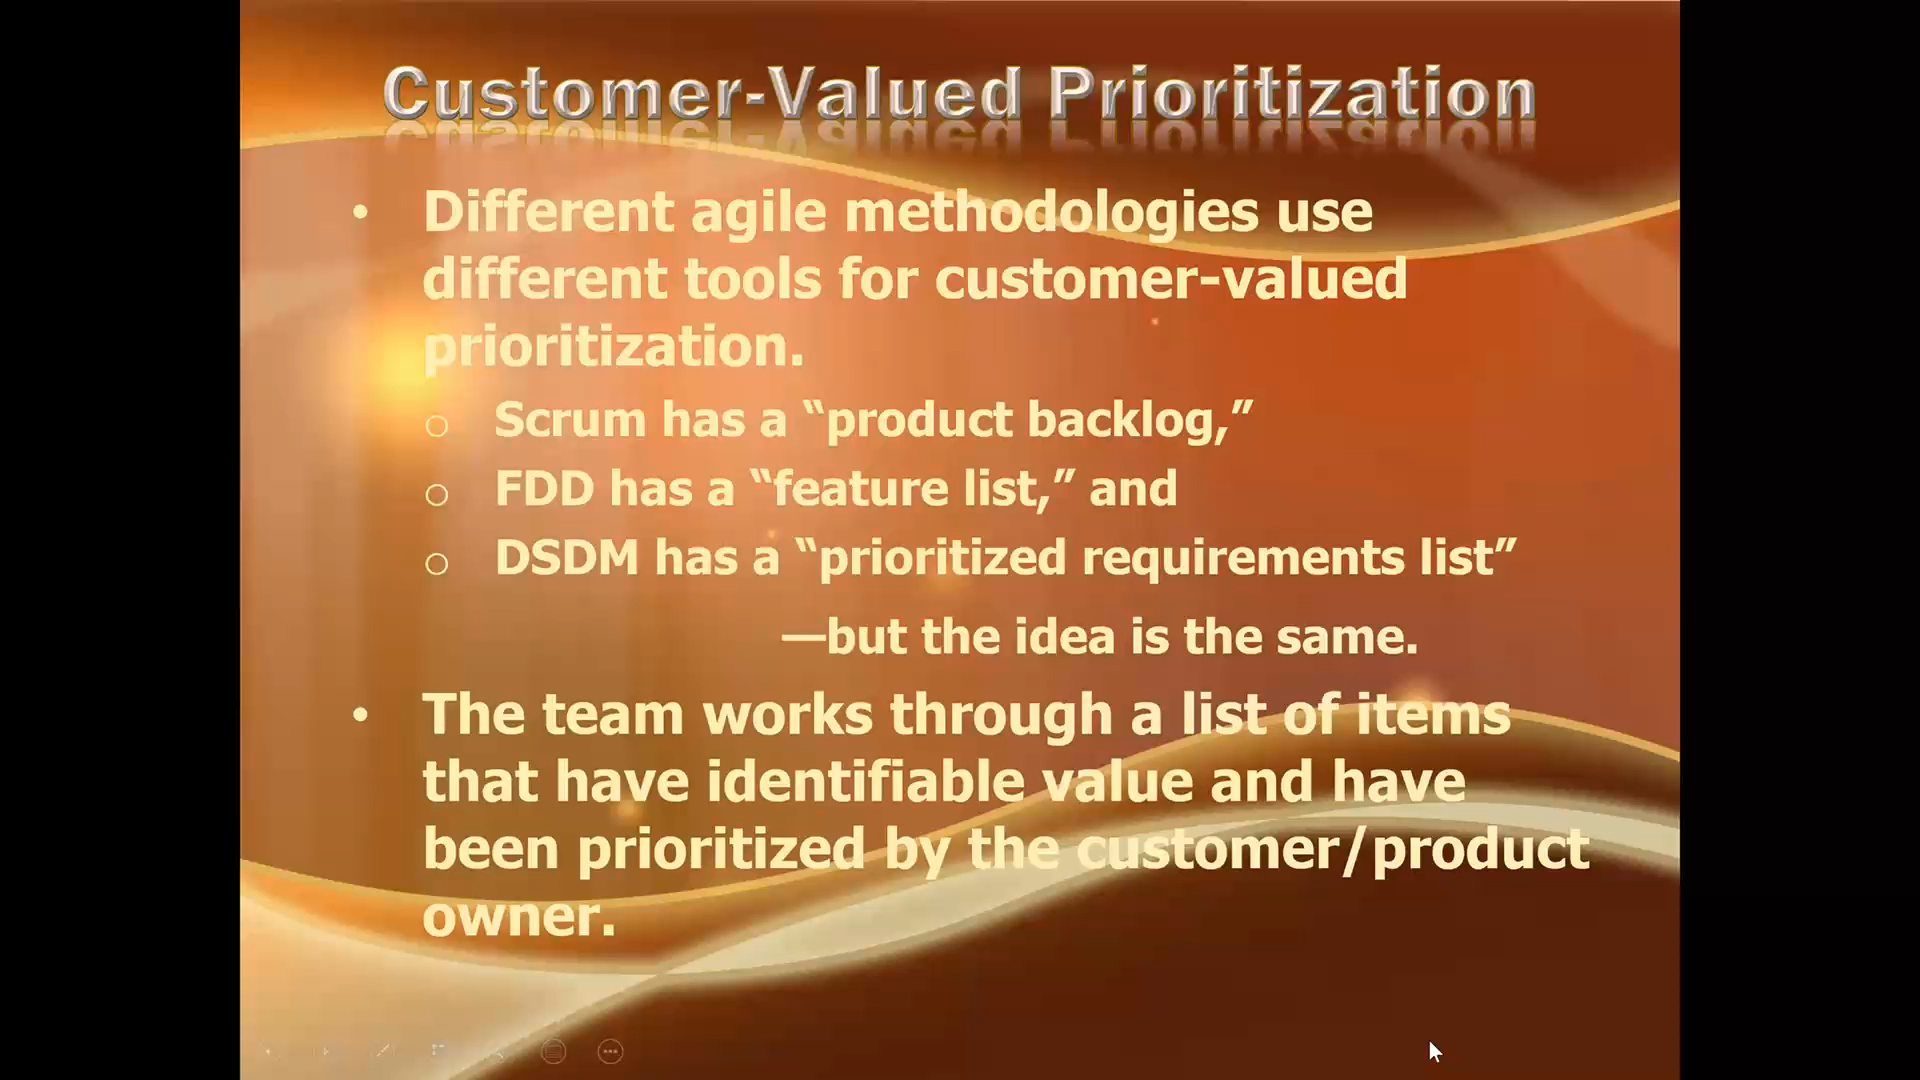 Customer-Valued Prioritization
• Different agile methodologies use
different tools for customer-valued
prioritization.
o Scrum has a “product backlog,”
o FDD has a “feature list,” and
o DSDM has a “prioritized requirements list”
—but the idea is the same.
• The team works through a list of items
that have identifiable value and have
been prioritized by the customer/product
owner.